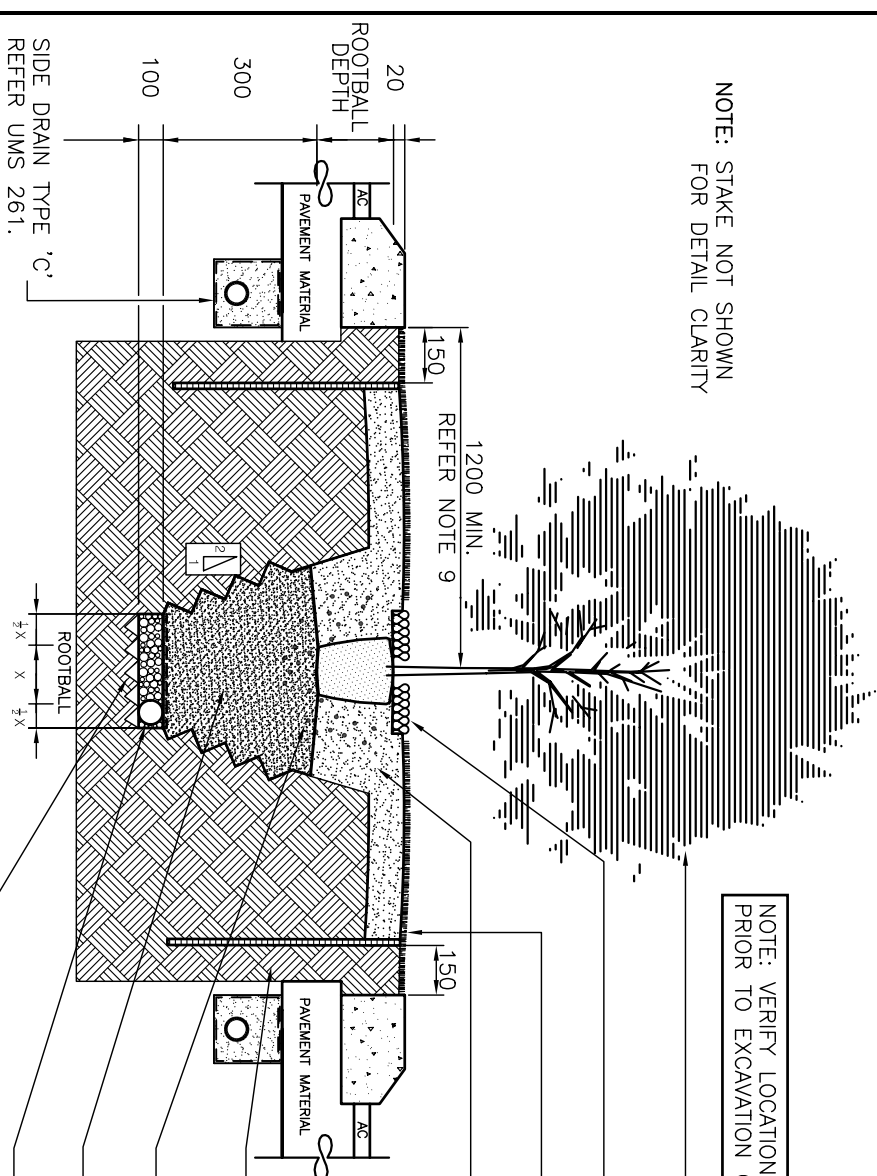 NOTE: STAKE NOT SHOWN
FOR DETAIL CLARITY
NOTE: VERIFY LOCATION
PRIOR TO EXCAVATION
20
ROOTBALL
DEPTH
300
100
SIDE DRAIN TYPE 'C'
REFER UMS 261.
AC
PAVEMENT MATERIAL
150
1200 MIN.
REFER NOTE 9
2
1
150
AC
PAVEMENT MATERIAL
ROOTBALL
½X
X
½X